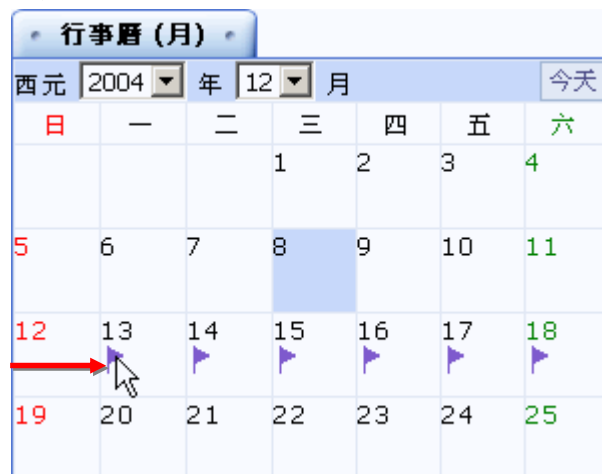 行事曆 (月)
西元 2004 年 12 月 今天
日 一 二 三 四 五 六
1 2 3 4
5 6 7 8 9 10 11
12 13 14 15 16 17 18
19 20 21 22 23 24 25